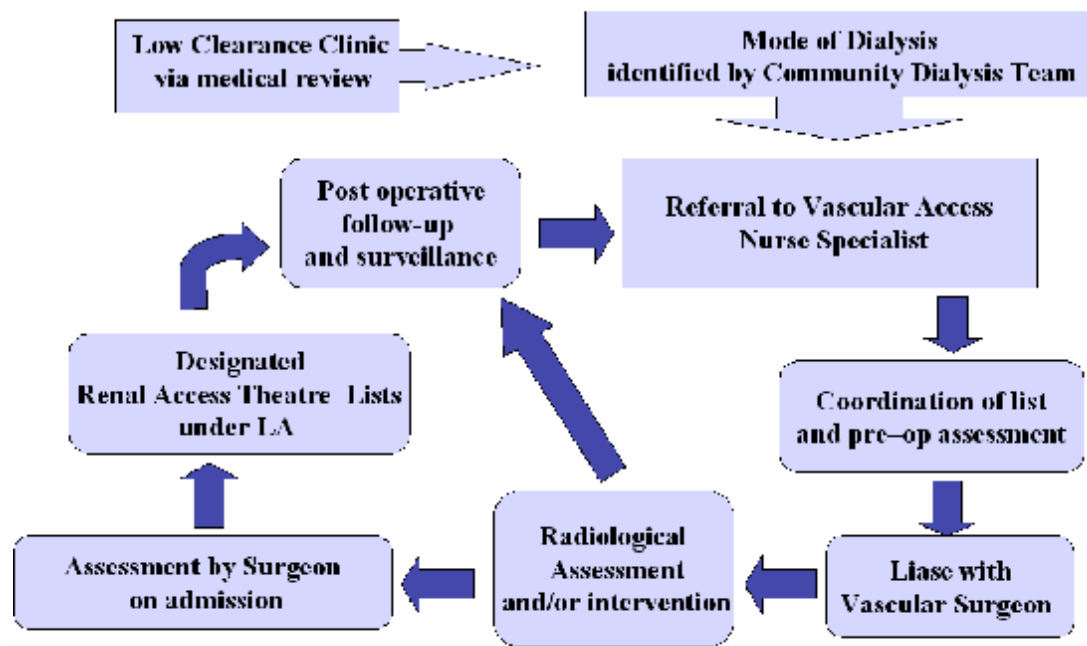 Low Clearance Clinic
via medical review
Mode of Dialysis
identified by Community Dialysis Team
Post operative
follow-up
and surveillance
Referral to Vascular Access
Nurse Specialist
Designated
Renal Access Theatre Lists
under LA
Coordination of list
and pre–op assessment
Assessment by Surgeon
on admission
Radiological
Assessment
and/or intervention
Liase with
Vascular Surgeon